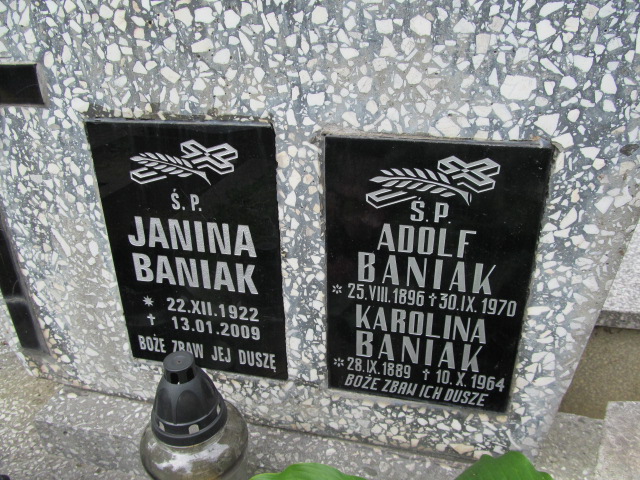 Ś. P.
JANINA
BANIAK
* 22.XII.1922
✝ 13.01.2009
BOŻE ZBAW JEJ DUSZĘ
Ś. P.
ADOLF
BANIAK
* 25.VIII.1896 ✝ 30.IX.1970
KAROLINA
BANIAK
* 28.IX.1889 ✝ 10.X.1964
BOŻE ZBAW ICH DUSZE